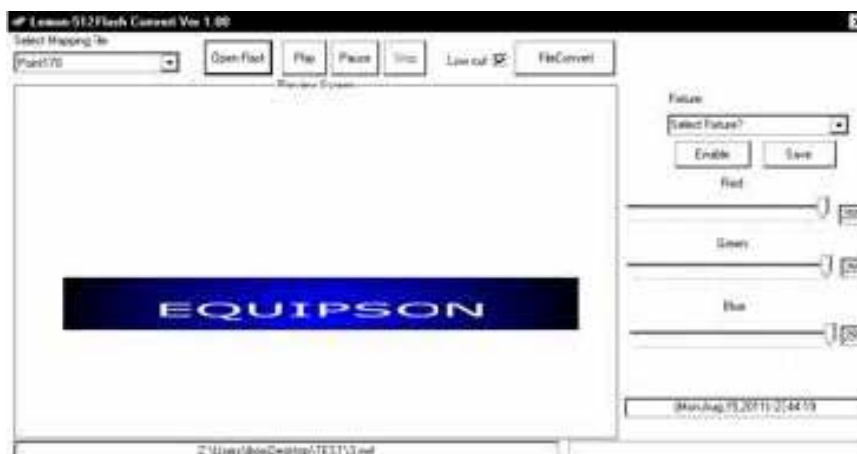 Lemon-512Flash Convert Ver 1.00
Select Mapping file
Point170
Open Flash
Play
Pause
Stop
Low cut
FileConvert
Preview Screen
Fixture
Select Fixture?
Enable
Save
Red
Green
Blue
EQUIPSON